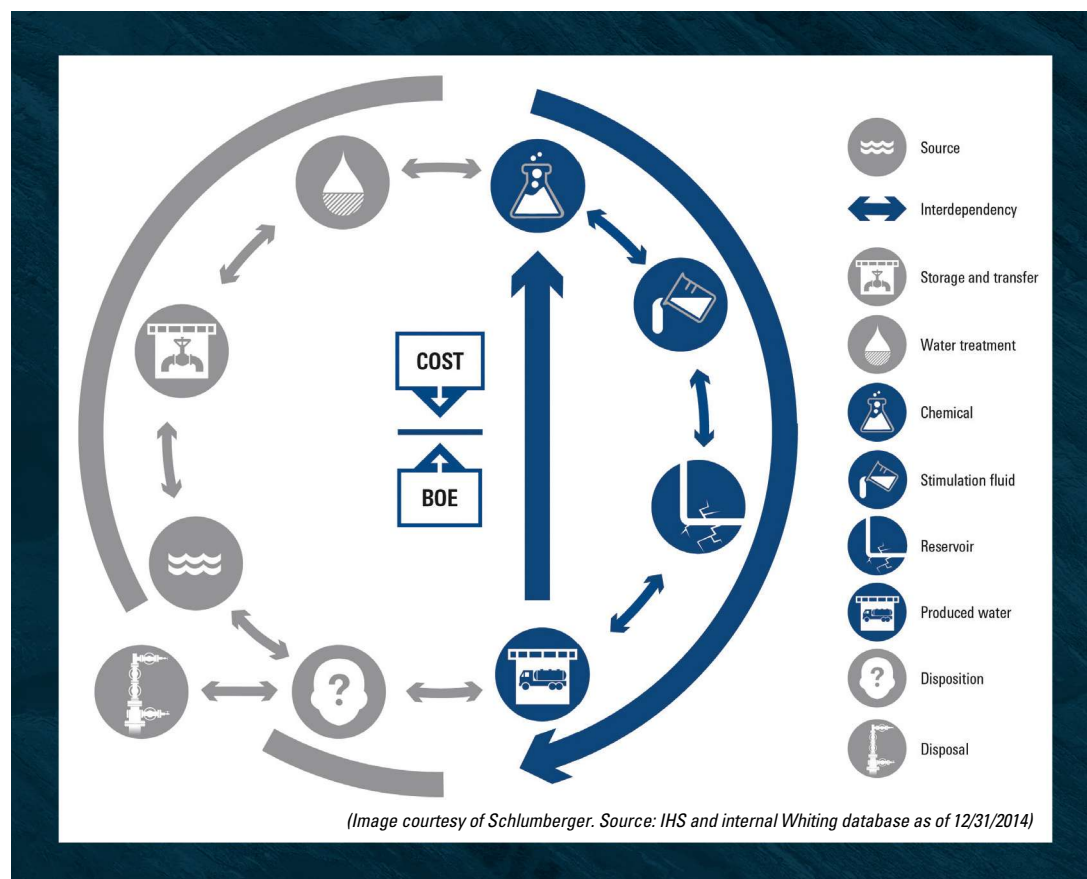 COST
BOE
?
Source
Interdependency
Storage and transfer
Water treatment
Chemical
Stimulation fluid
Reservoir
Produced water
?
Disposition
Disposal
(Image courtesy of Schlumberger. Source: IHS and internal Whiting database as of 12/31/2014)